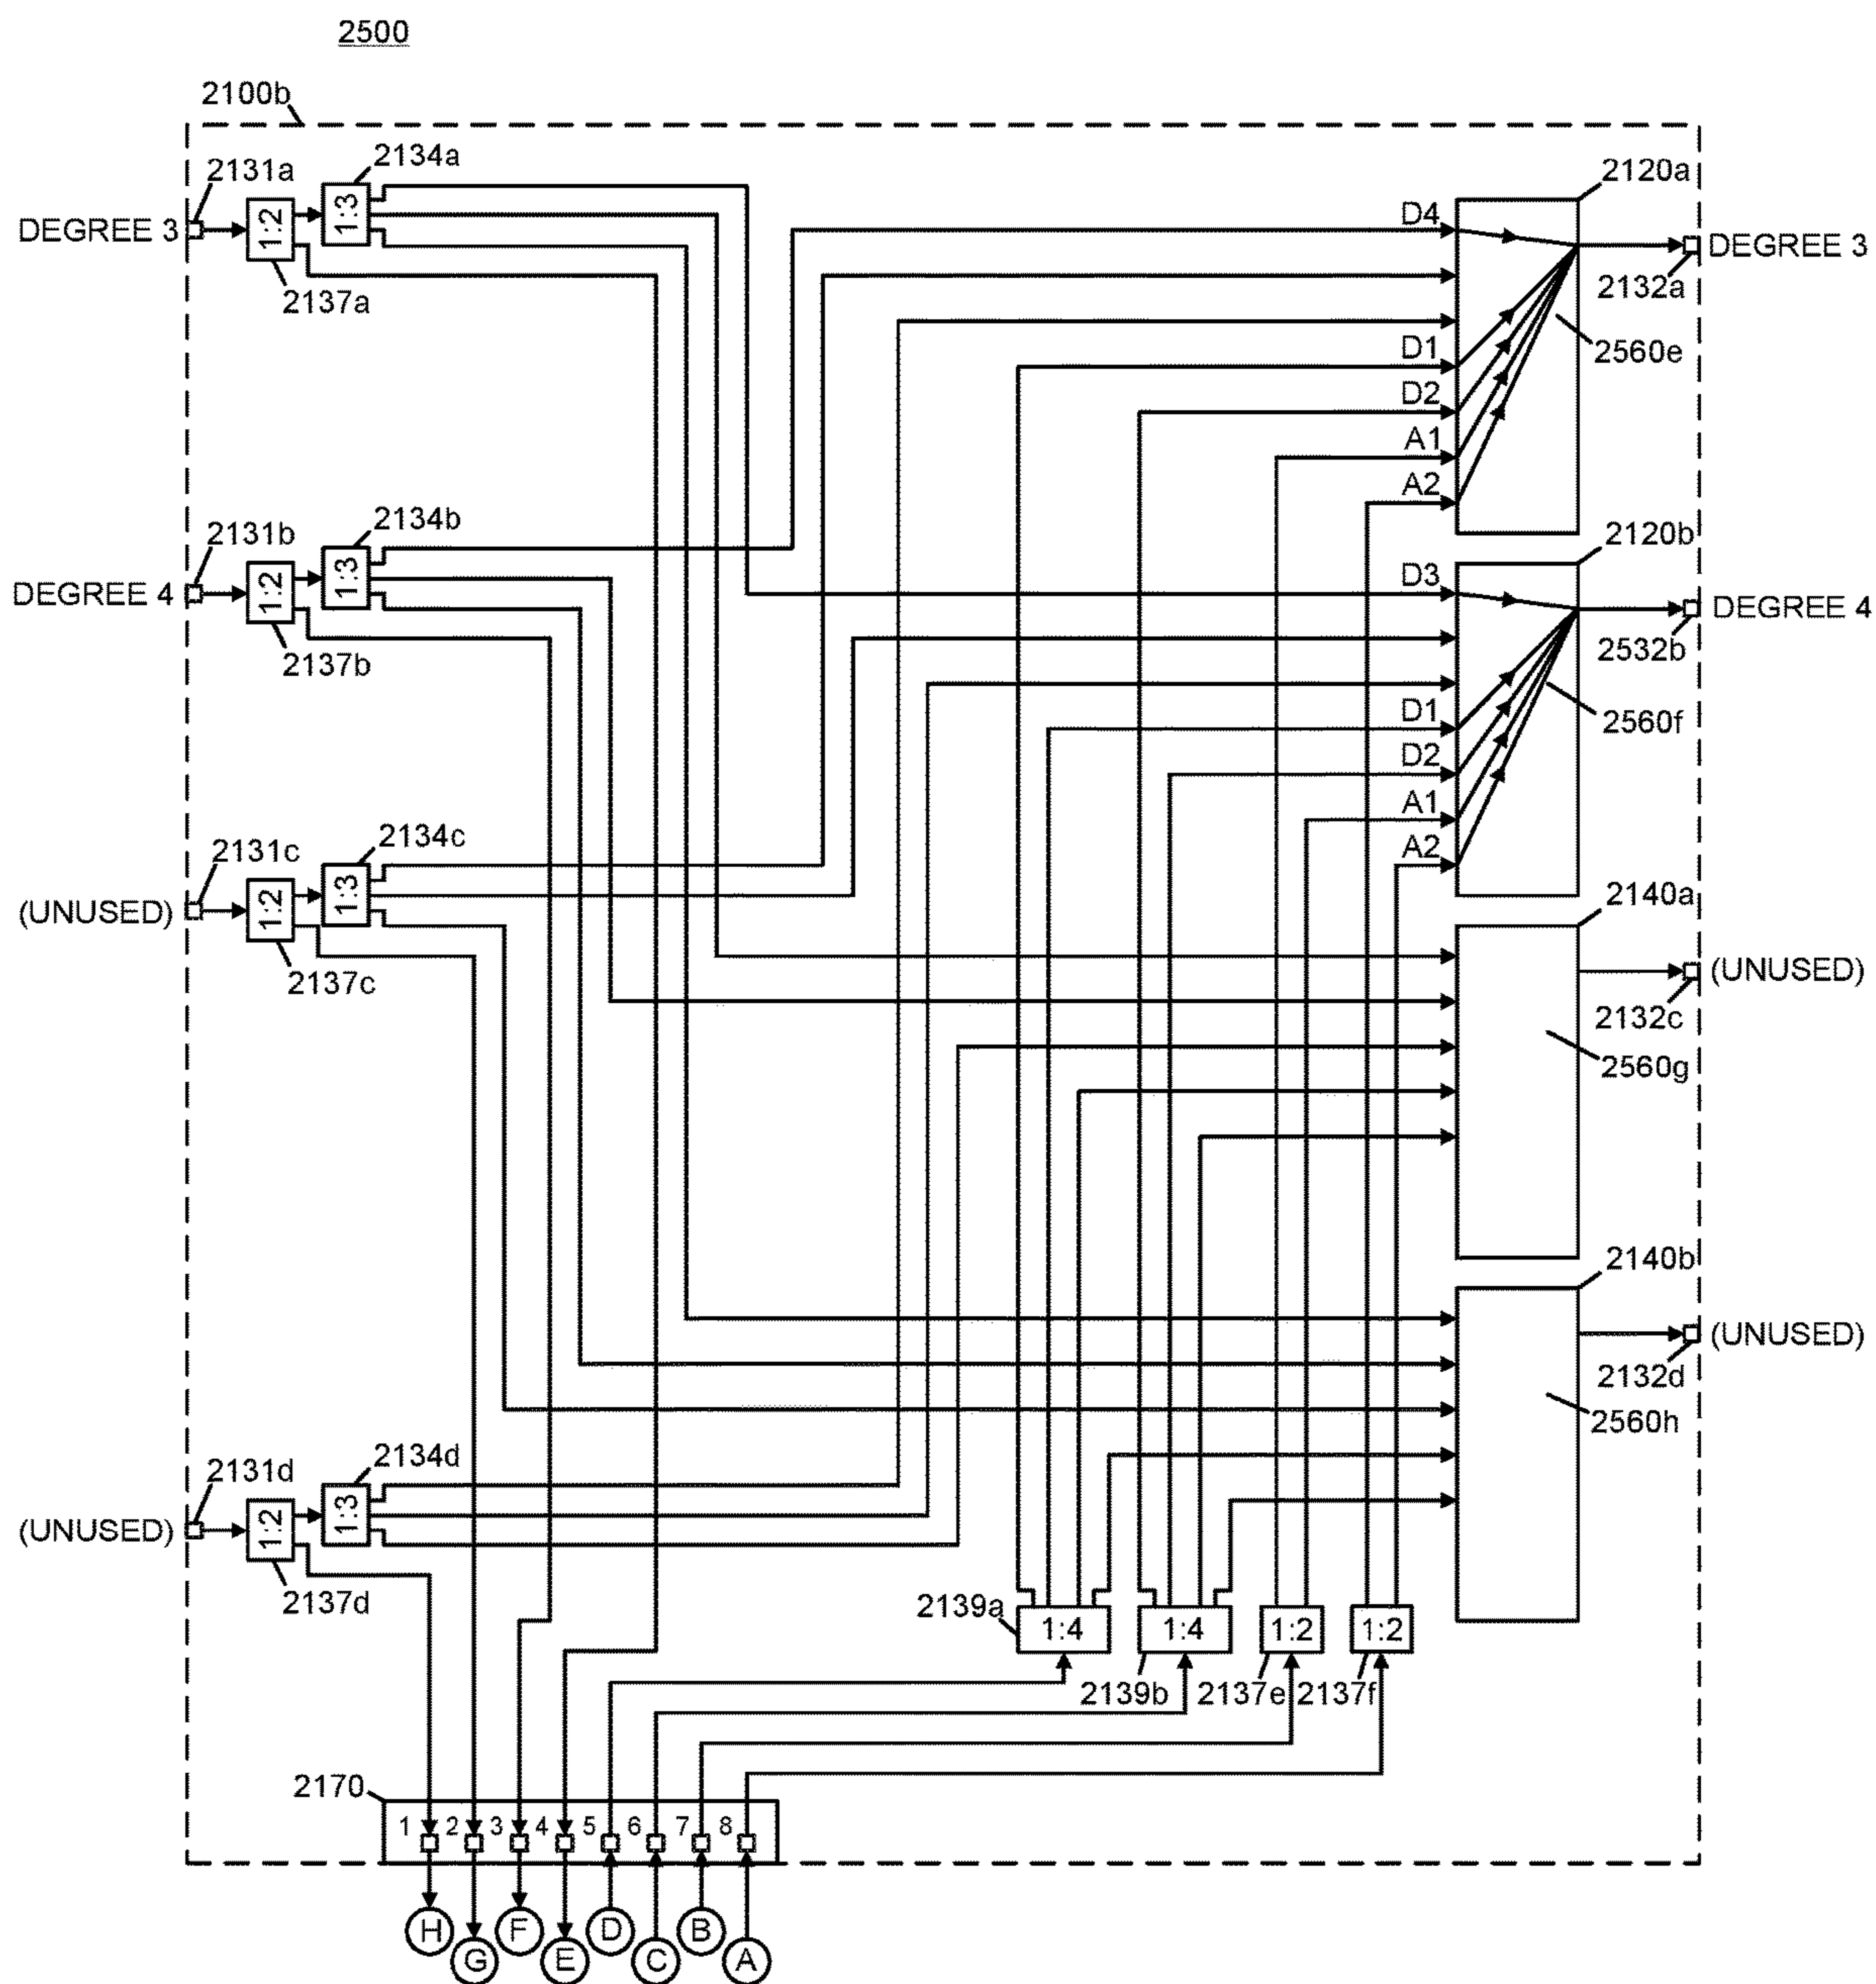 2500
2100b
2131a
2134a
2120a
DEGREE 3
1:2
1:3
D4
DEGREE 3
2137a
2132a
D1
2560e
D2
A1
A2
2131b
2134b
2120b
DEGREE 4
1:2
1:3
D3
DEGREE 4
2137b
2532b
D1
2560f
D2
A1
2131c
2134c
A2
(UNUSED)
1:2
1:3
2140a
2137c
(UNUSED)
2132c
2560g
2140b
(UNUSED)
2132d
2560h
2131d
2134d
(UNUSED)
1:2
1:3
2137d
2139a
1:4
1:4
1:2
1:2
2139b
2137e
2137f
2170
1 2 3 4 5 6 7 8
H G F E D C B A